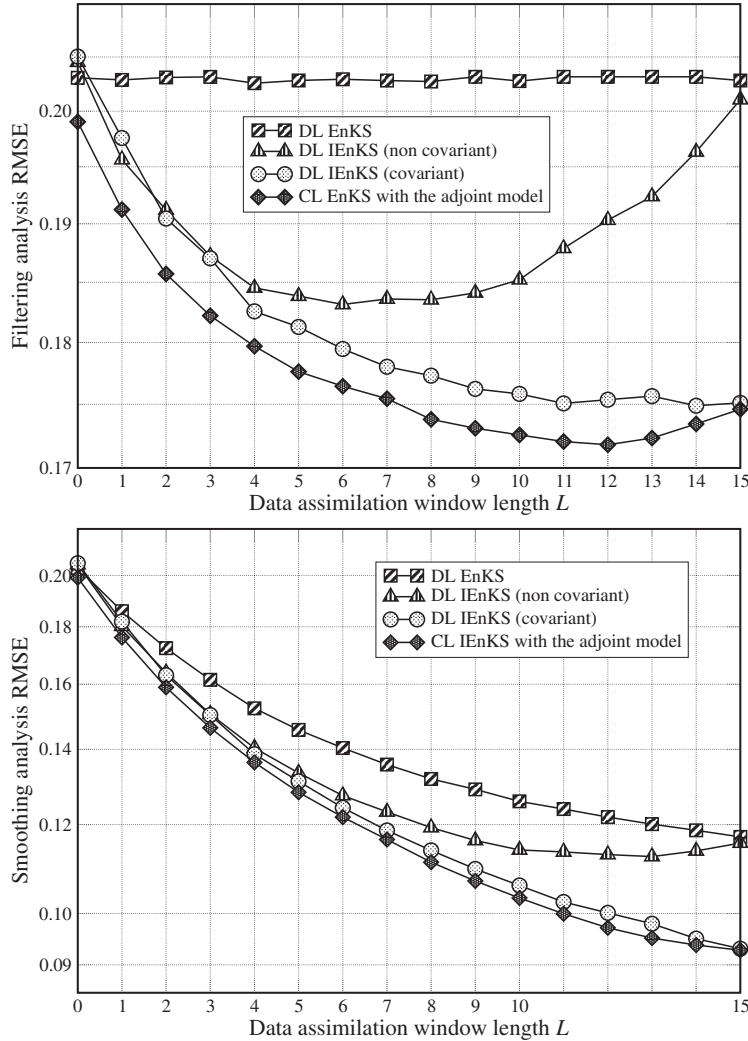 Filtering analysis RMSE
0.20
0.19
0.18
0.17
DL EnKS
DL IEnKS (non covariant)
DL IEnKS (covariant)
CL EnKS with the adjoint model
0 1 2 3 4 5 6 7 8 9 10 11 12 13 14 15
Data assimilation window length L
Smoothing analysis RMSE
0.20
0.18
0.16
0.14
0.12
0.10
0.09
DL EnKS
DL IEnKS (non covariant)
DL IEnKS (covariant)
CL IEnKS with the adjoint model
0 1 2 3 4 5 6 7 8 9 10 15
Data assimilation window length L